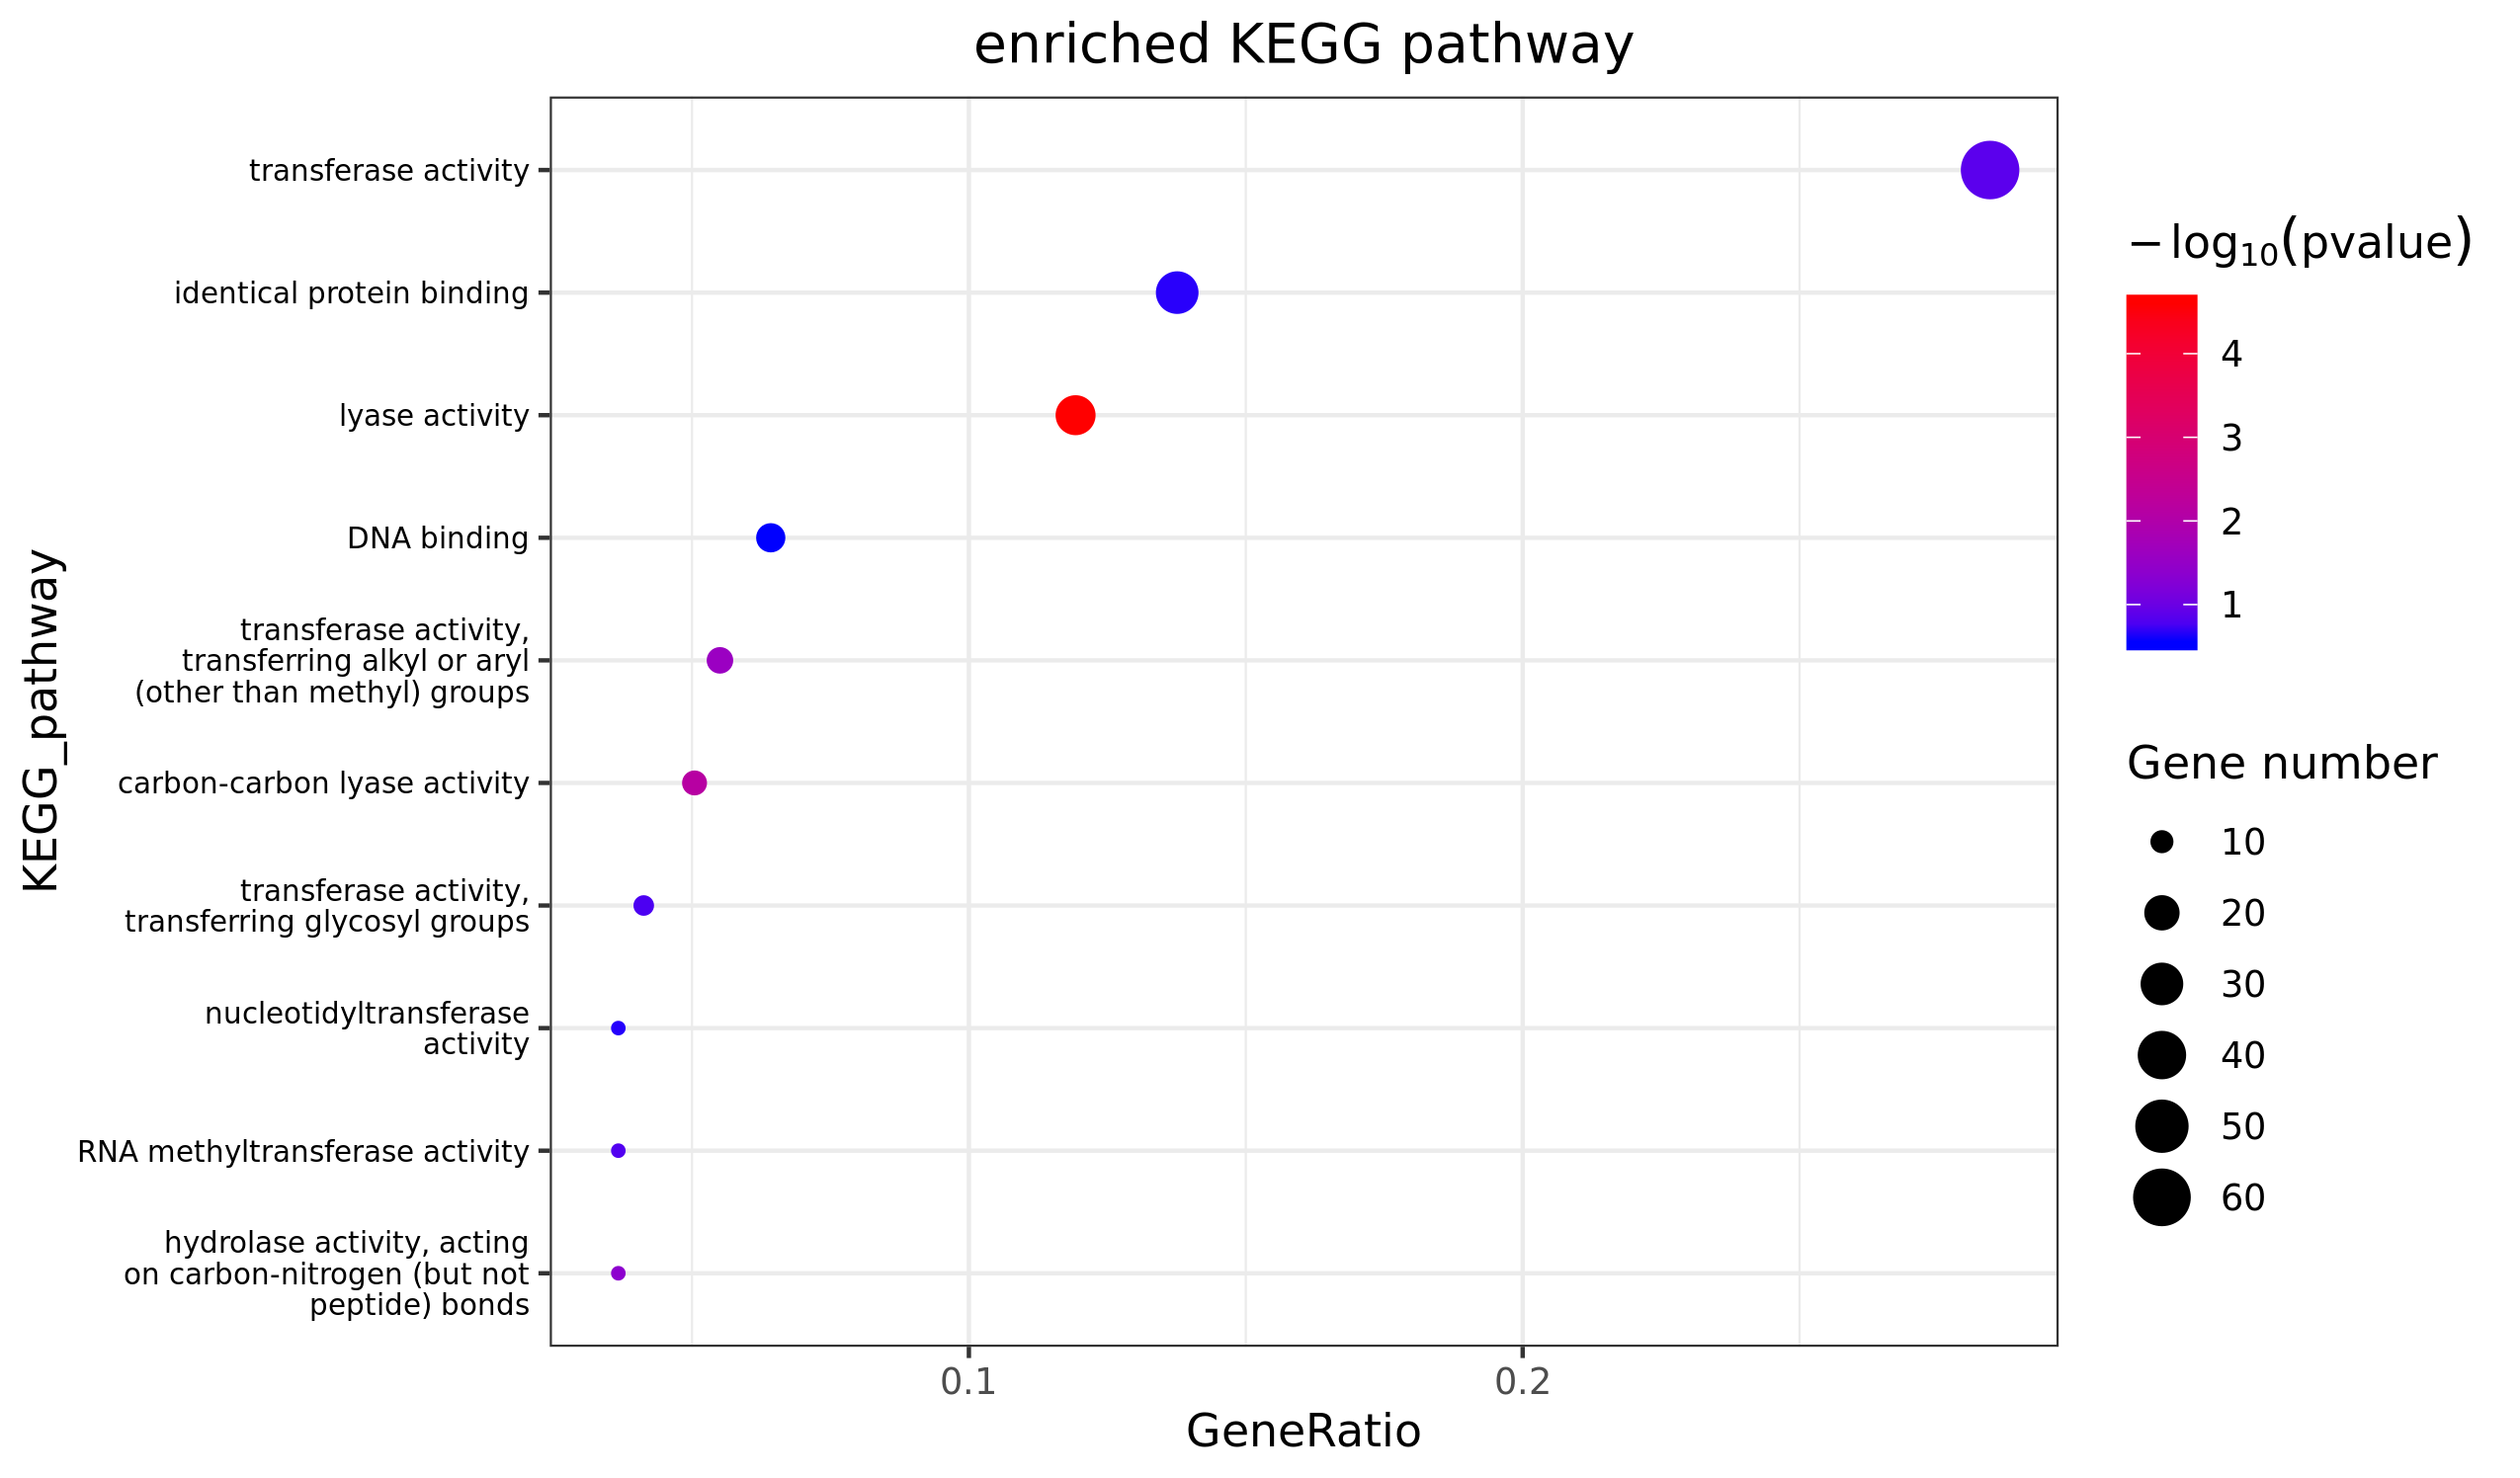 enriched KEGG pathway
KEGG_pathway
transferase activity
identical protein binding
lyase activity
DNA binding
transferase activity,
transferring alkyl or aryl
(other than methyl) groups
carbon-carbon lyase activity
transferase activity,
transferring glycosyl groups
nucleotidyltransferase
activity
RNA methyltransferase activity
hydrolase activity, acting
on carbon-nitrogen (but not
peptide) bonds
0.1
0.2
GeneRatio
−log₁₀(pvalue)
4
3
2
1
Gene number
10
20
30
40
50
60